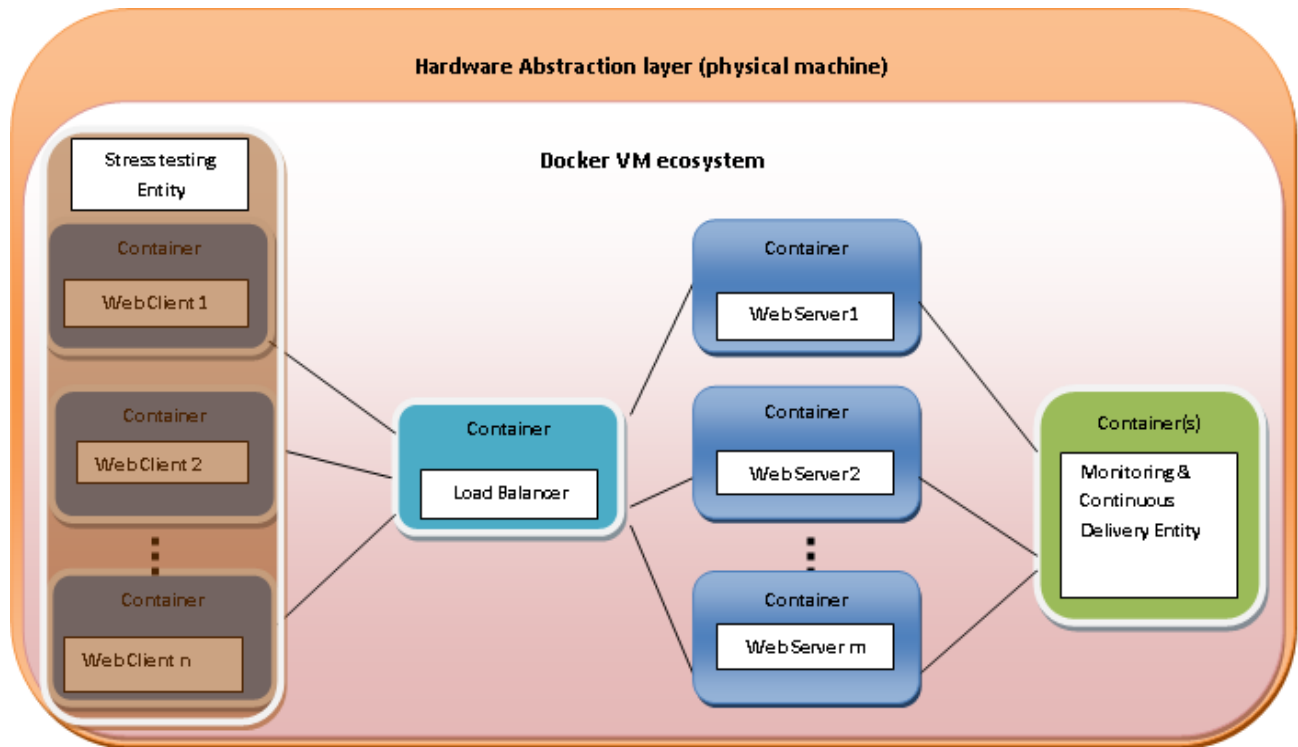 Hardware Abstraction layer (physical machine)
Docker VM ecosystem
Stress testing
Entity
Container
WebClient 1
Container
WebClient 2
Container
WebClient n
Container
Load Balancer
Container
WebServer1
Container
WebServer2
Container
WebServer m
Container(s)
Monitoring &
Continuous
Delivery Entity